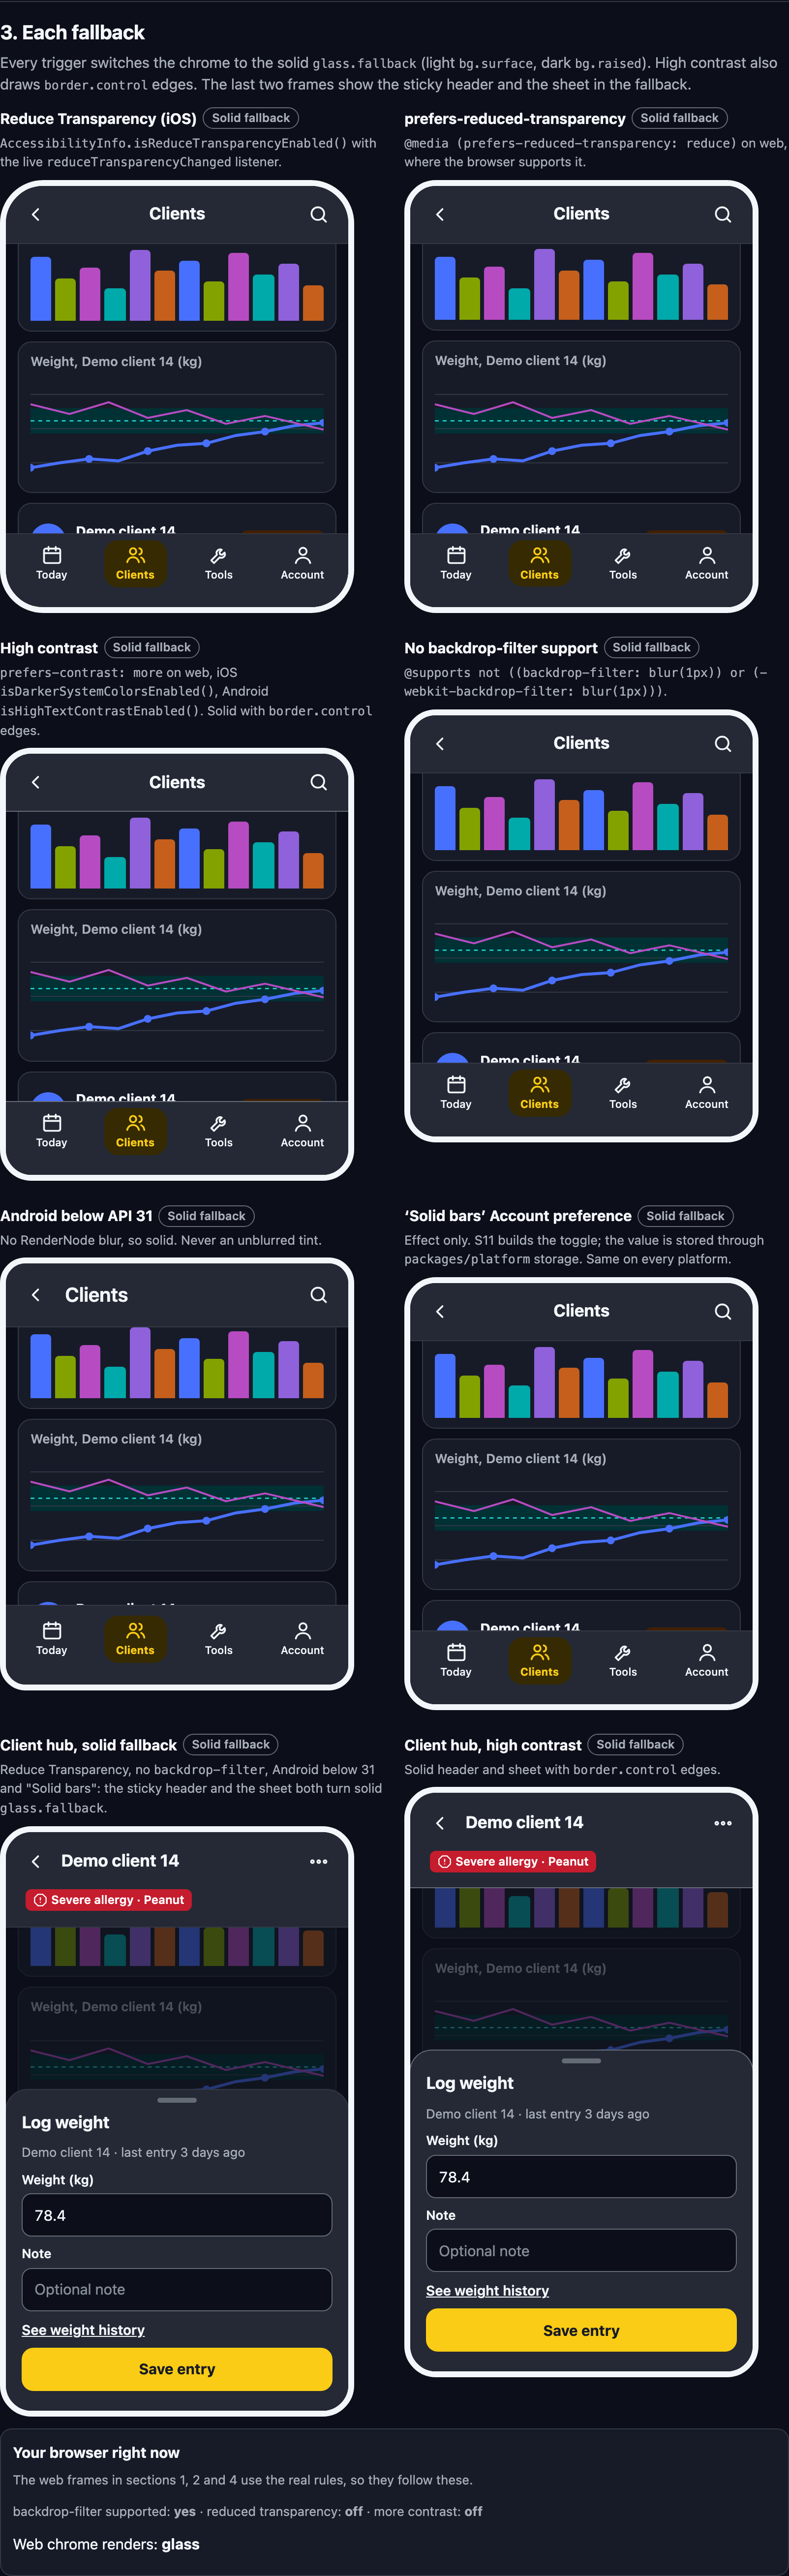 3. Each fallback
Every trigger switches the chrome to the solid glass.fallback (light bg.surface, dark bg.raised). High contrast also
draws border.control edges. The last two frames show the sticky header and the sheet in the fallback.
Reduce Transparency (iOS) Solid fallback
AccessibilityInfo.isReduceTransparencyEnabled() with
the live reduceTransparencyChanged listener.
Clients
Weight, Demo client 14 (kg)
Demo client 14
Today Clients Tools Account
prefers-reduced-transparency Solid fallback
@media (prefers-reduced-transparency: reduce) on web,
where the browser supports it.
Clients
Weight, Demo client 14 (kg)
Demo client 14
Today Clients Tools Account
High contrast Solid fallback
prefers-contrast: more on web, iOS
isDarkerSystemColorsEnabled(), Android
isHighTextContrastEnabled(). Solid with border.control
edges.
Clients
Weight, Demo client 14 (kg)
Demo client 14
Today Clients Tools Account
No backdrop-filter support Solid fallback
@supports not ((backdrop-filter: blur(1px)) or (-
webkit-backdrop-filter: blur(1px))).
Clients
Weight, Demo client 14 (kg)
Demo client 14
Today Clients Tools Account
Android below API 31 Solid fallback
No RenderNode blur, so solid. Never an unblurred tint.
Clients
Weight, Demo client 14 (kg)
Today Clients Tools Account
‘Solid bars’ Account preference Solid fallback
Effect only. S11 builds the toggle; the value is stored through
packages/platform storage. Same on every platform.
Clients
Weight, Demo client 14 (kg)
Demo client 14
Today Clients Tools Account
Client hub, solid fallback Solid fallback
Reduce Transparency, no backdrop-filter, Android below 31
and "Solid bars": the sticky header and the sheet both turn solid
glass.fallback.
Demo client 14
Severe allergy · Peanut
Weight, Demo client 14 (kg)
Log weight
Demo client 14 · last entry 3 days ago
Weight (kg)
78.4
Note
Optional note
See weight history
Save entry
Client hub, high contrast Solid fallback
Solid header and sheet with border.control edges.
Demo client 14
Severe allergy · Peanut
Weight, Demo client 14 (kg)
Log weight
Demo client 14 · last entry 3 days ago
Weight (kg)
78.4
Note
Optional note
See weight history
Save entry
Your browser right now
The web frames in sections 1, 2 and 4 use the real rules, so they follow these.
backdrop-filter supported: yes · reduced transparency: off · more contrast: off
Web chrome renders: glass